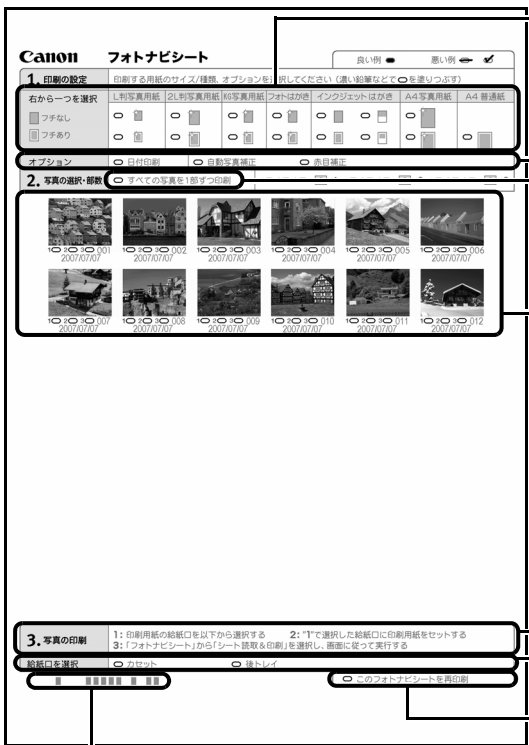 Canon フォトナビシート
良い例 悪い例
1. 印刷の設定 印刷する用紙のサイズ/種類、オプションを選択してください (濃い鉛筆などで を塗りつぶす)
右から一つを選択 L判写真用紙 2L判写真用紙 KG写真用紙 フォトはがき インクジェットはがき A4写真用紙 A4普通紙
フチなし
フチあり
オプション 日付印刷 自動写真補正 赤目補正
2. 写真の選択・部数 すべての写真を1部ずつ印刷
1 2 3 001 1 2 3 002 1 2 3 003 1 2 3 004 1 2 3 005 1 2 3 006
2007/07/07 2007/07/07 2007/07/07 2007/07/07 2007/07/07 2007/07/07
1 2 3 007 1 2 3 008 1 2 3 009 1 2 3 010 1 2 3 011 1 2 3 012
2007/07/07 2007/07/07 2007/07/07 2007/07/07 2007/07/07 2007/07/07
3. 写真の印刷 1: 印刷用紙の給紙口を以下から選択する 2: "1"で選択した給紙口に印刷用紙をセットする
3: 「フォトナビシート」から「シート読取&印刷」を選択し、画面に従って実行する
給紙口を選択 カセット 後トレイ
このフォトナビシートを再印刷